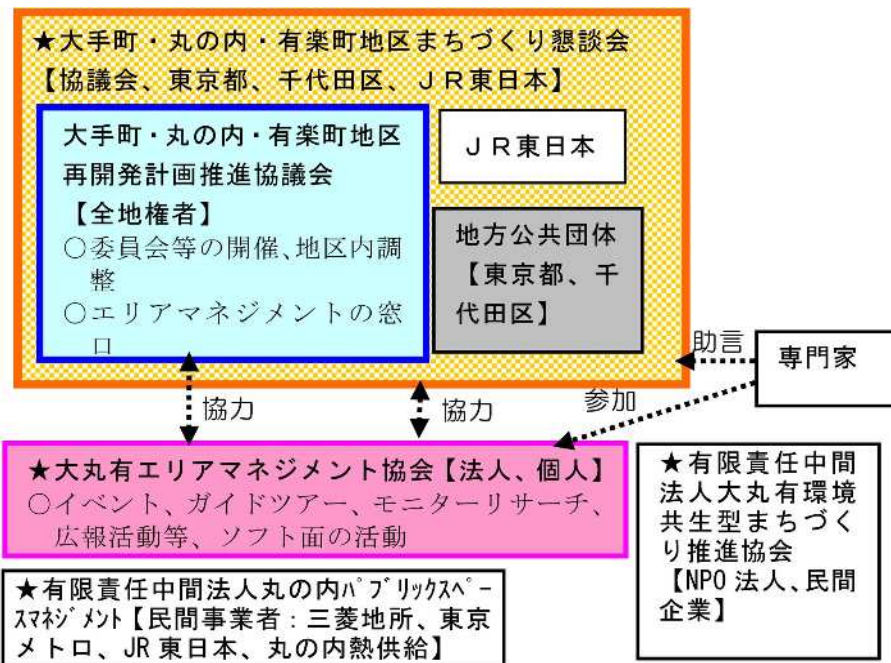 ★大手町・丸の内・有楽町地区まちづくり懇談会
【協議会、東京都、千代田区、ＪＲ東日本】
大手町・丸の内・有楽町地区
再開発計画推進協議会
【全地権者】
○委員会等の開催、地区内調
整
○エリアマネジメントの窓
口
ＪＲ東日本
地方公共団体
【東京都、千
代田区】
助言
専門家
協力
協力
参加
★大丸有エリアマネジメント協会【法人、個人】
○イベント、ガイドツアー、モニターリサーチ、
広報活動等、ソフト面の活動
★有限責任中間
法人大丸有環境
共生型まちづく
り推進協会
【NPO 法人、民間
企業】
★有限責任中間法人丸の内ﾊﾟﾌﾞﾘｯｸｽﾍﾟｰ
ｽﾏﾈｼﾞﾒﾝﾄ【民間事業者：三菱地所、東京
メトロ、JR 東日本、丸の内熱供給】